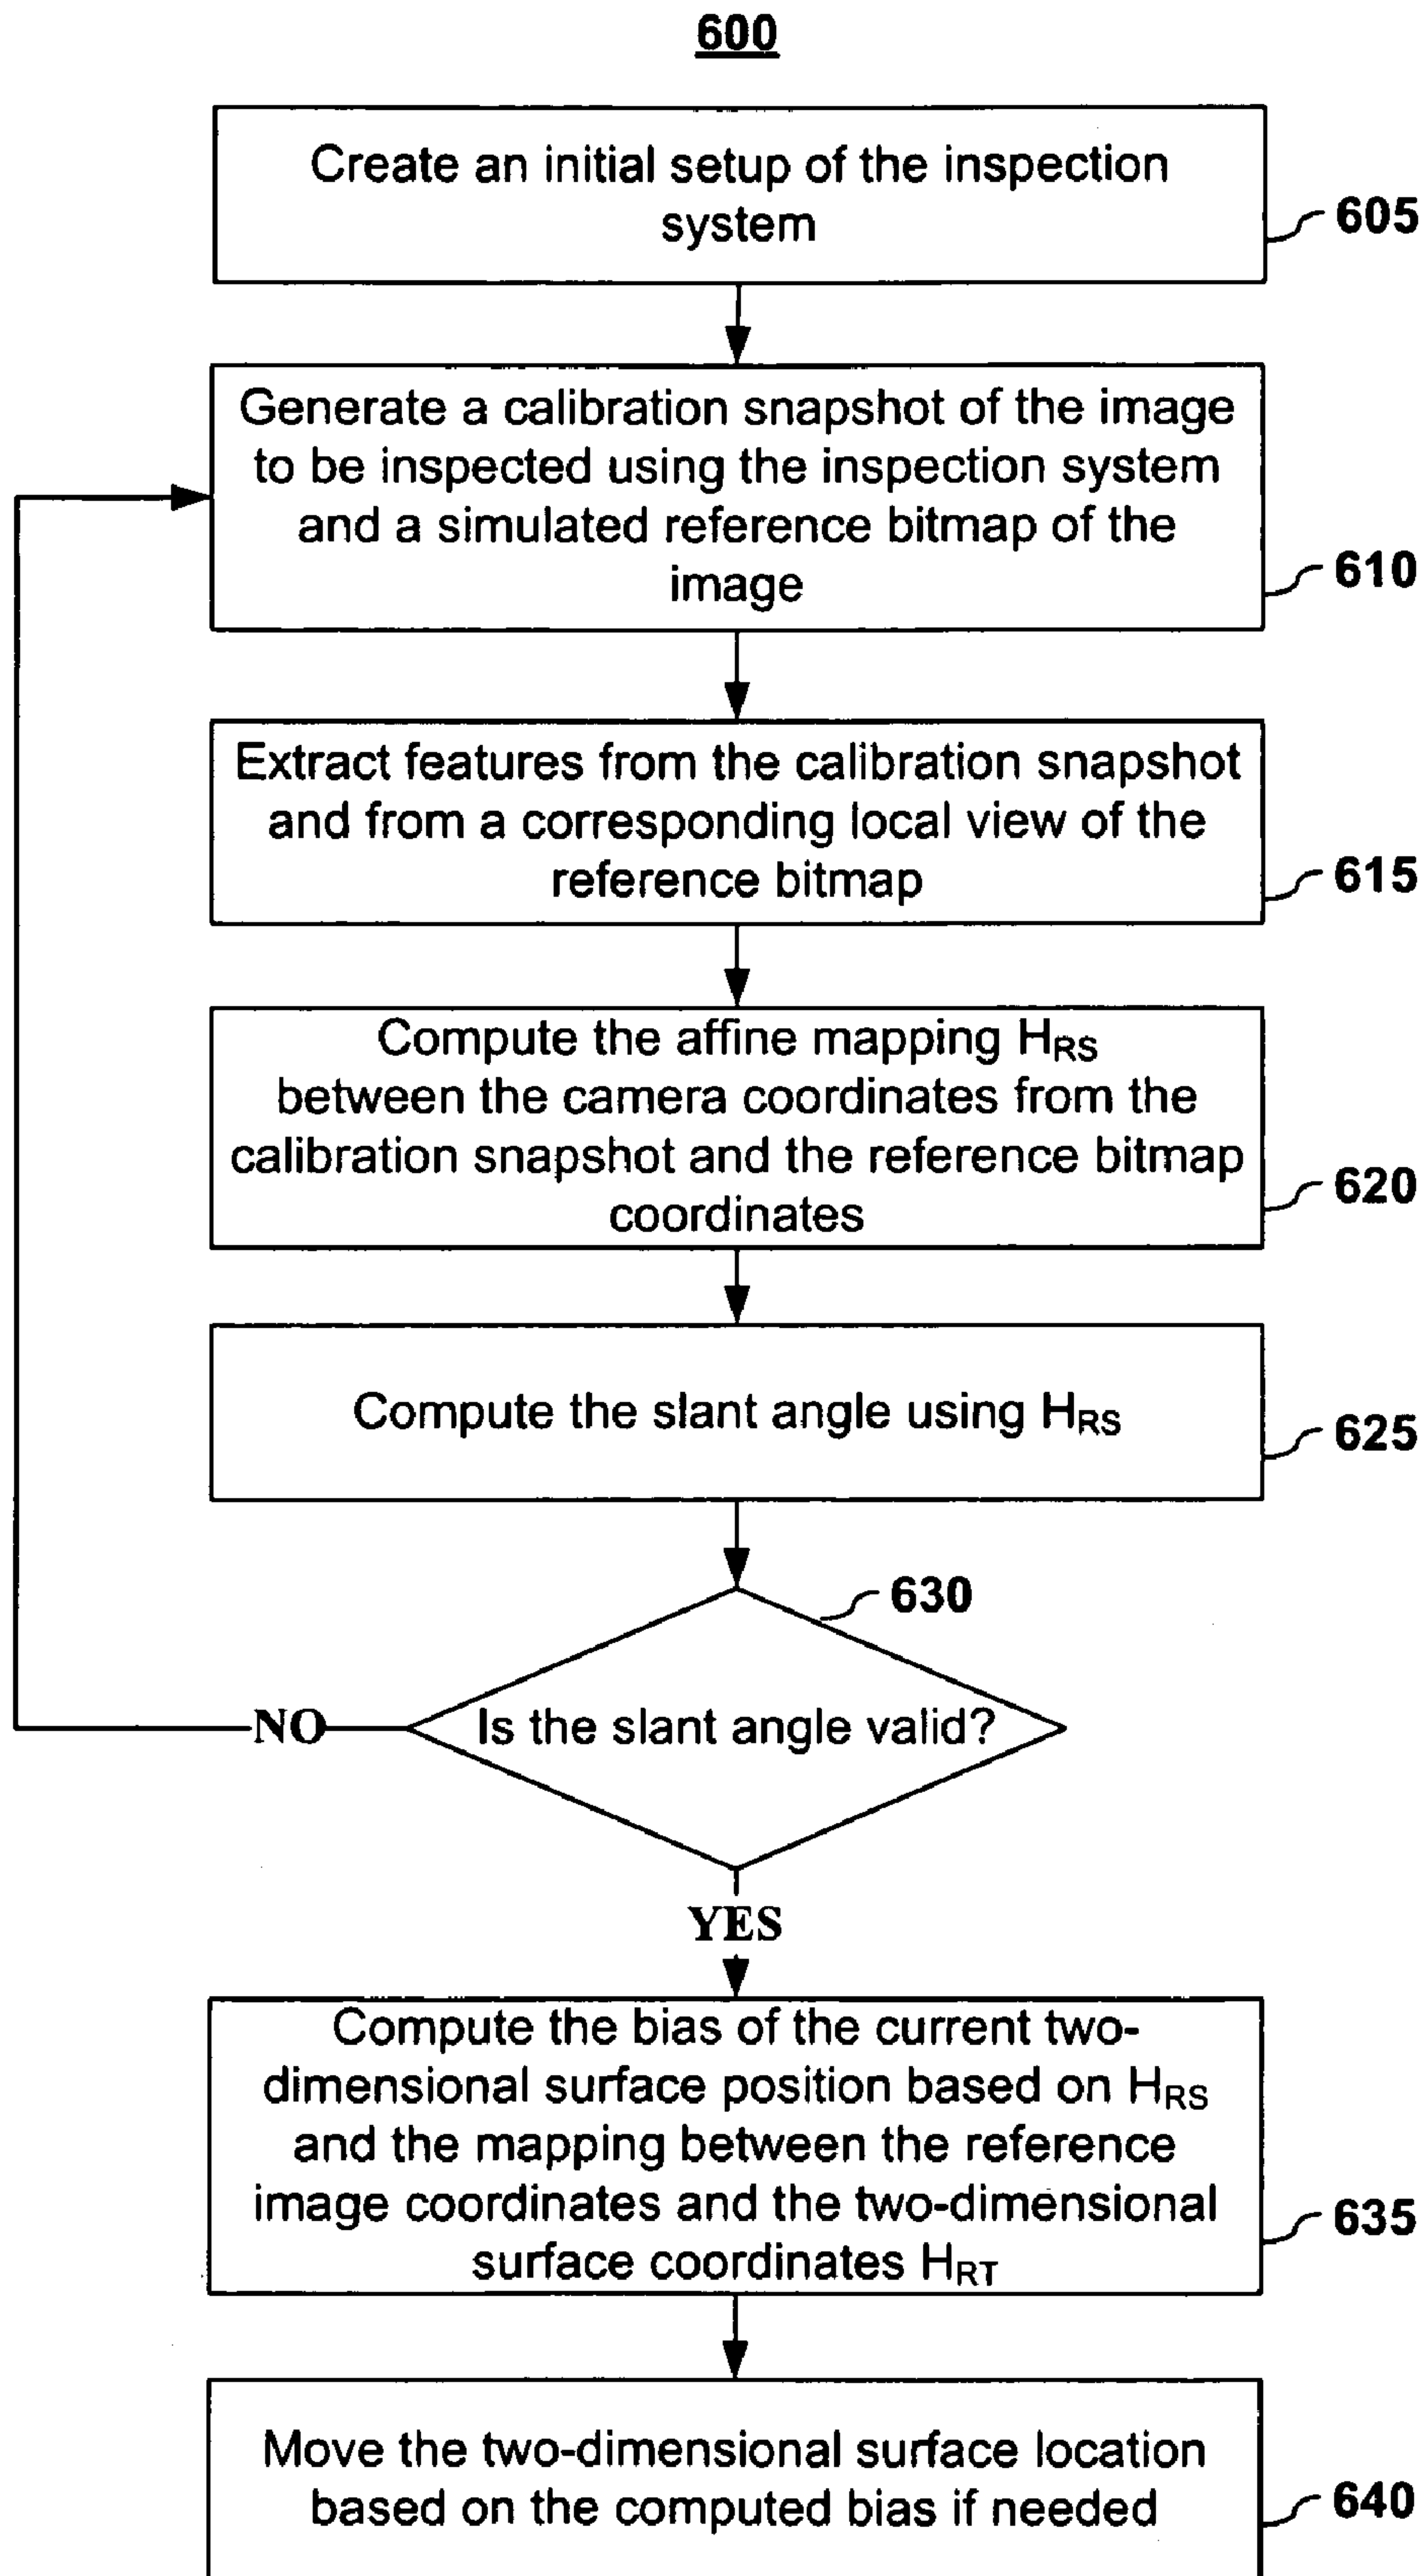 600
Create an initial setup of the inspection
system
605
Generate a calibration snapshot of the image
to be inspected using the inspection system
and a simulated reference bitmap of the
image
610
Extract features from the calibration snapshot
and from a corresponding local view of the
reference bitmap
615
Compute the affine mapping HRS
between the camera coordinates from the
calibration snapshot and the reference bitmap
coordinates
620
Compute the slant angle using HRS
625
630
Is the slant angle valid?
NO
YES
Compute the bias of the current two-
dimensional surface position based on HRS
and the mapping between the reference
image coordinates and the two-dimensional
surface coordinates HRT
635
Move the two-dimensional surface location
based on the computed bias if needed
640